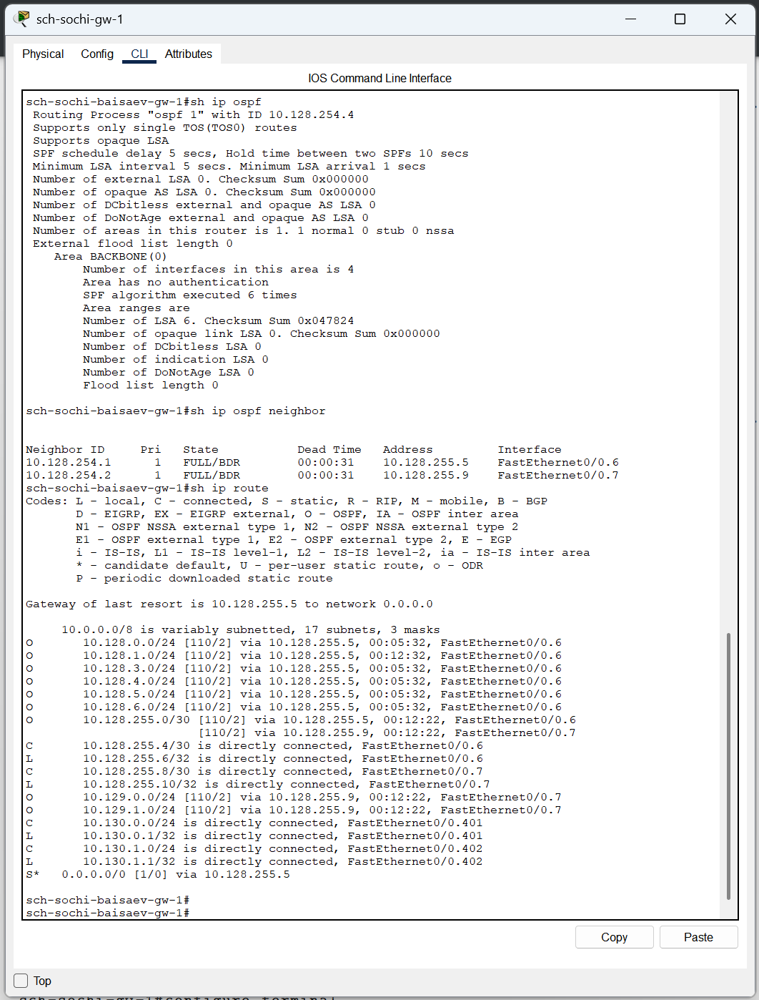 sch-sochi-gw-1
Physical Config CLI Attributes
IOS Command Line Interface
sch-sochi-baisaev-gw-1#sh ip ospf
Routing Process "ospf 1" with ID 10.128.254.4
Supports only single TOS(TOS0) routes
Supports opaque LSA
SPF schedule delay 5 secs, Hold time between two SPFs 10 secs
Minimum LSA interval 5 secs. Minimum LSA arrival 1 secs
Number of external LSA 0. Checksum Sum 0x000000
Number of opaque AS LSA 0. Checksum Sum 0x000000
Number of DCbitless external and opaque AS LSA 0
Number of DoNotAge external and opaque AS LSA 0
Number of areas in this router is 1. 1 normal 0 stub 0 nssa
External flood list length 0
Area BACKBONE(0)
Number of interfaces in this area is 4
Area has no authentication
SPF algorithm executed 6 times
Area ranges are
Number of LSA 6. Checksum Sum 0x047824
Number of opaque link LSA 0. Checksum Sum 0x000000
Number of DCbitless LSA 0
Number of indication LSA 0
Number of DoNotAge LSA 0
Flood list length 0
sch-sochi-baisaev-gw-1#sh ip ospf neighbor
Neighbor ID Pri State Dead Time Address Interface
10.128.254.1 1 FULL/BDR 00:00:31 10.128.255.5 FastEthernet0/0.6
10.128.254.2 1 FULL/BDR 00:00:31 10.128.255.9 FastEthernet0/0.7
sch-sochi-baisaev-gw-1#sh ip route
Codes: L - local, C - connected, S - static, R - RIP, M - mobile, B - BGP
D - EIGRP, EX - EIGRP external, O - OSPF, IA - OSPF inter area
N1 - OSPF NSSA external type 1, N2 - OSPF NSSA external type 2
E1 - OSPF external type 1, E2 - OSPF external type 2, E - EGP
i - IS-IS, L1 - IS-IS level-1, L2 - IS-IS level-2, ia - IS-IS inter area
* - candidate default, U - per-user static route, o - ODR
P - periodic downloaded static route
Gateway of last resort is 10.128.255.5 to network 0.0.0.0
10.0.0.0/8 is variably subnetted, 17 subnets, 3 masks
O 10.128.0.0/24 [110/2] via 10.128.255.5, 00:05:32, FastEthernet0/0.6
O 10.128.1.0/24 [110/2] via 10.128.255.5, 00:12:32, FastEthernet0/0.6
O 10.128.3.0/24 [110/2] via 10.128.255.5, 00:05:32, FastEthernet0/0.6
O 10.128.4.0/24 [110/2] via 10.128.255.5, 00:05:32, FastEthernet0/0.6
O 10.128.5.0/24 [110/2] via 10.128.255.5, 00:05:32, FastEthernet0/0.6
O 10.128.6.0/24 [110/2] via 10.128.255.5, 00:05:32, FastEthernet0/0.6
O 10.128.255.0/30 [110/2] via 10.128.255.5, 00:12:22, FastEthernet0/0.6
[110/2] via 10.128.255.9, 00:12:22, FastEthernet0/0.7
C 10.128.255.4/30 is directly connected, FastEthernet0/0.6
L 10.128.255.6/32 is directly connected, FastEthernet0/0.6
C 10.128.255.8/30 is directly connected, FastEthernet0/0.7
L 10.128.255.10/32 is directly connected, FastEthernet0/0.7
O 10.129.0.0/24 [110/2] via 10.128.255.9, 00:12:22, FastEthernet0/0.7
O 10.129.1.0/24 [110/2] via 10.128.255.9, 00:12:22, FastEthernet0/0.7
C 10.130.0.0/24 is directly connected, FastEthernet0/0.401
L 10.130.0.1/32 is directly connected, FastEthernet0/0.401
C 10.130.1.0/24 is directly connected, FastEthernet0/0.402
L 10.130.1.1/32 is directly connected, FastEthernet0/0.402
S* 0.0.0.0/0 [1/0] via 10.128.255.5
sch-sochi-baisaev-gw-1#
sch-sochi-baisaev-gw-1#
Copy Paste
Top